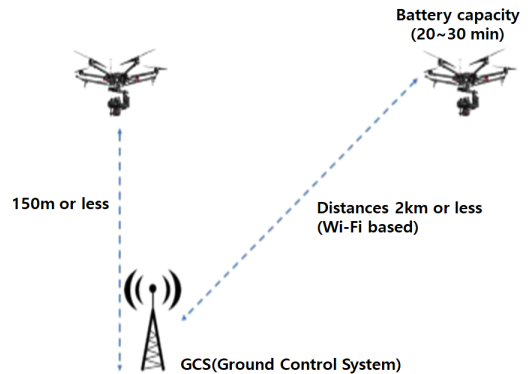 Battery capacity
(20~30 min)
150m or less
Distances 2km or less
(Wi-Fi based)
GCS(Ground Control System)